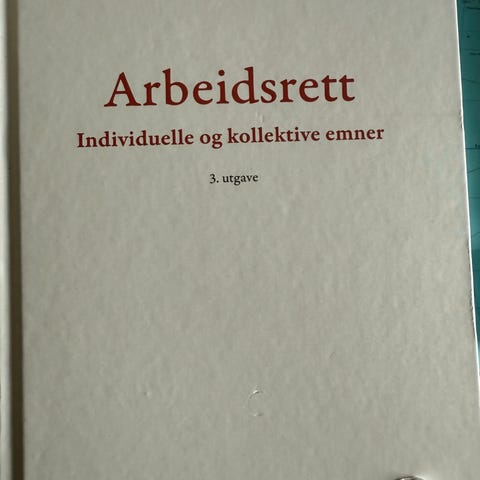 Arbeidsrett
Individuelle og kollektive emner
3. utgave